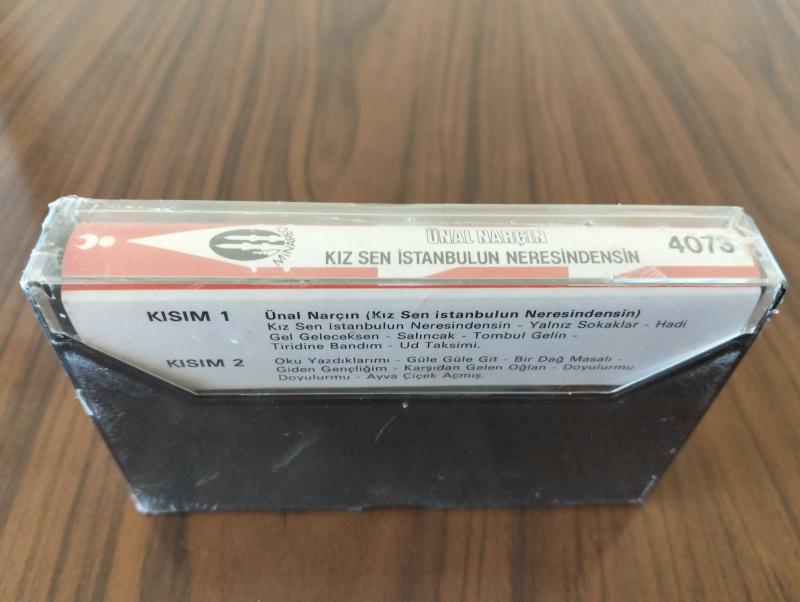 MİNARECİ
ÜNAL NARÇIN
KIZ SEN İSTANBULUN NERESİNDENSİN
4073
KISIM 1
Ünal Narçın (Kız Sen istanbulun Neresindensin)
Kız Sen istanbulun Neresindensin - Yalnız Sokaklar - Hadi
Gel Geleceksen - Salıncak - Tombul Gelin -
Tiridine Bandım - Ud Taksimi.
KISIM 2
Oku Yazdıklarımı - Güle Güle Git - Bir Dağ Masalı -
Giden Gençliğim - Karşıdan Gelen Oğlan - Doyulurmu
Doyulurmu - Ayva Çiçek Açmış.